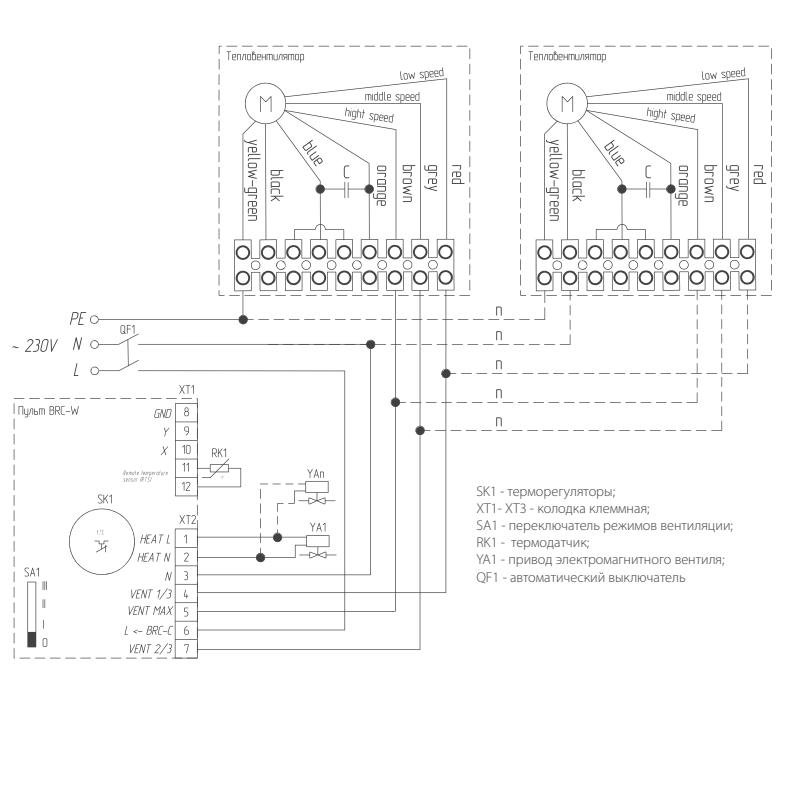 Тепловентилятор
Тепловентилятор
low speed
middle speed
hight speed
M
yellow-green
black
blue
C
orange
brown
grey
red
low speed
middle speed
hight speed
M
yellow-green
black
blue
C
orange
brown
grey
red
PE
n
QF1
~ 230V
N
n
L
n
n
n
XT1
Пульт BRC-W
GND 8
Y 9
X 10
11
12
RK1
Remote temperature
sensor (RTS)
YAn
SK1
t°C
YA1
XT2
HEAT L 1
HEAT N 2
N 3
VENT 1/3 4
VENT MAX 5
L <- BRC-C 6
VENT 2/3 7
SA1
III
II
I
0
SK1 - терморегуляторы;
XT1- XT3 - колодка клеммная;
SA1 - переключатель режимов вентиляции;
RK1 - термодатчик;
YA1 - привод электромагнитного вентиля;
QF1 - автоматический выключатель